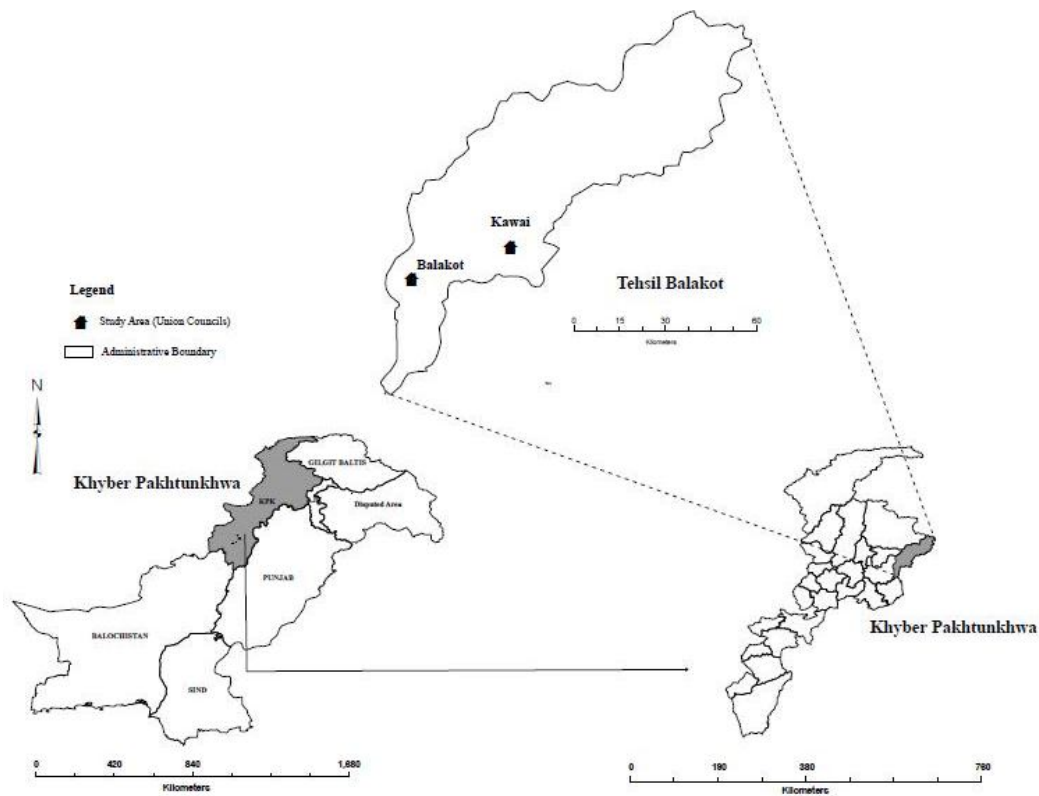 Kawai
Balakot
Tehsil Balakot
0 15 30 60
Kilometers
Legend
Study Area (Union Councils)
Administrative Boundary
N
Khyber Pakhtunkhwa
GILGIT BALTIS
KPK
Disputed Area
PUNJAB
BALOCHISTAN
SIND
Khyber Pakhtunkhwa
0 420 840 1,680
Kilometers
0 190 380 760
Kilometers